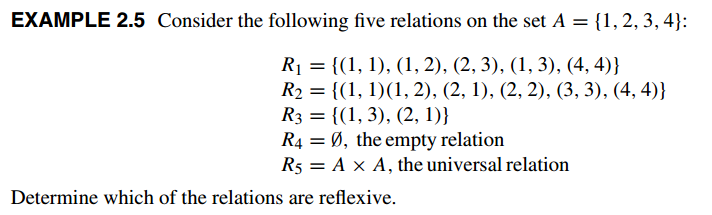 EXAMPLE 2.5 Consider the following five relations on the set A = {1, 2, 3, 4}:
R₁ = {(1, 1), (1, 2), (2, 3), (1, 3), (4, 4)}
R₂ = {(1, 1)(1, 2), (2, 1), (2, 2), (3, 3), (4, 4)}
R₃ = {(1, 3), (2, 1)}
R₄ = Ø, the empty relation
R₅ = A × A, the universal relation
Determine which of the relations are reflexive.